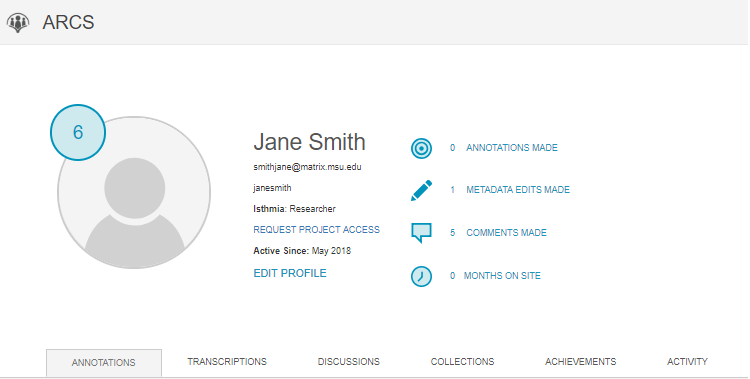 ARCS
6
Jane Smith
smithjane@matrix.msu.edu
janesmith
Isthmia: Researcher
REQUEST PROJECT ACCESS
Active Since: May 2018
EDIT PROFILE
0 ANNOTATIONS MADE
1 METADATA EDITS MADE
5 COMMENTS MADE
0 MONTHS ON SITE
ANNOTATIONS TRANSCRIPTIONS DISCUSSIONS COLLECTIONS ACHIEVEMENTS ACTIVITY